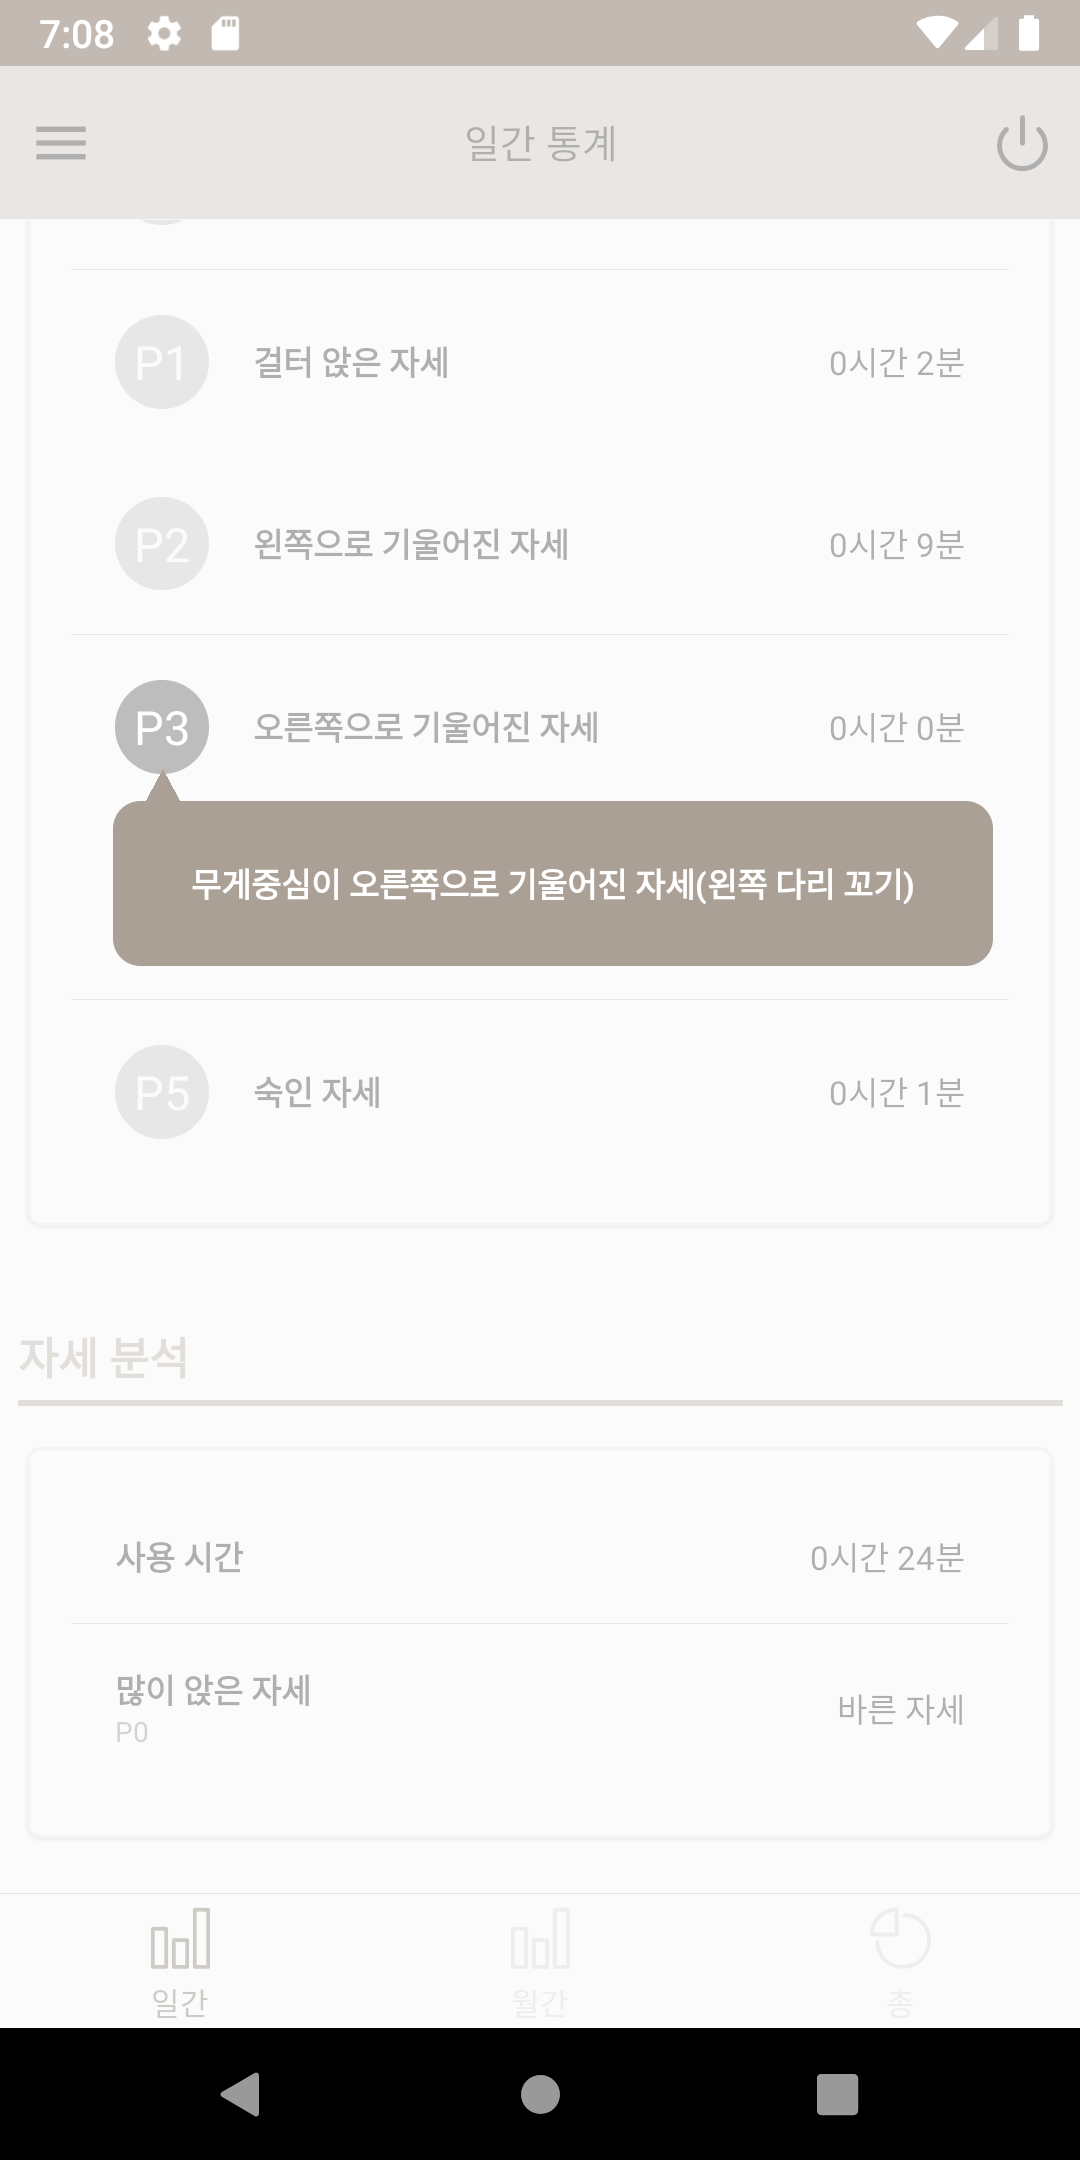 7:08
일간 통계
P1 걸터 앉은 자세 0시간 2분
P2 왼쪽으로 기울어진 자세 0시간 9분
P3 오른쪽으로 기울어진 자세 0시간 0분
무게중심이 오른쪽으로 기울어진 자세(왼쪽 다리 꼬기)
P5 숙인 자세 0시간 1분
자세 분석
사용 시간 0시간 24분
많이 앉은 자세 바른 자세
P0
일간 월간 총